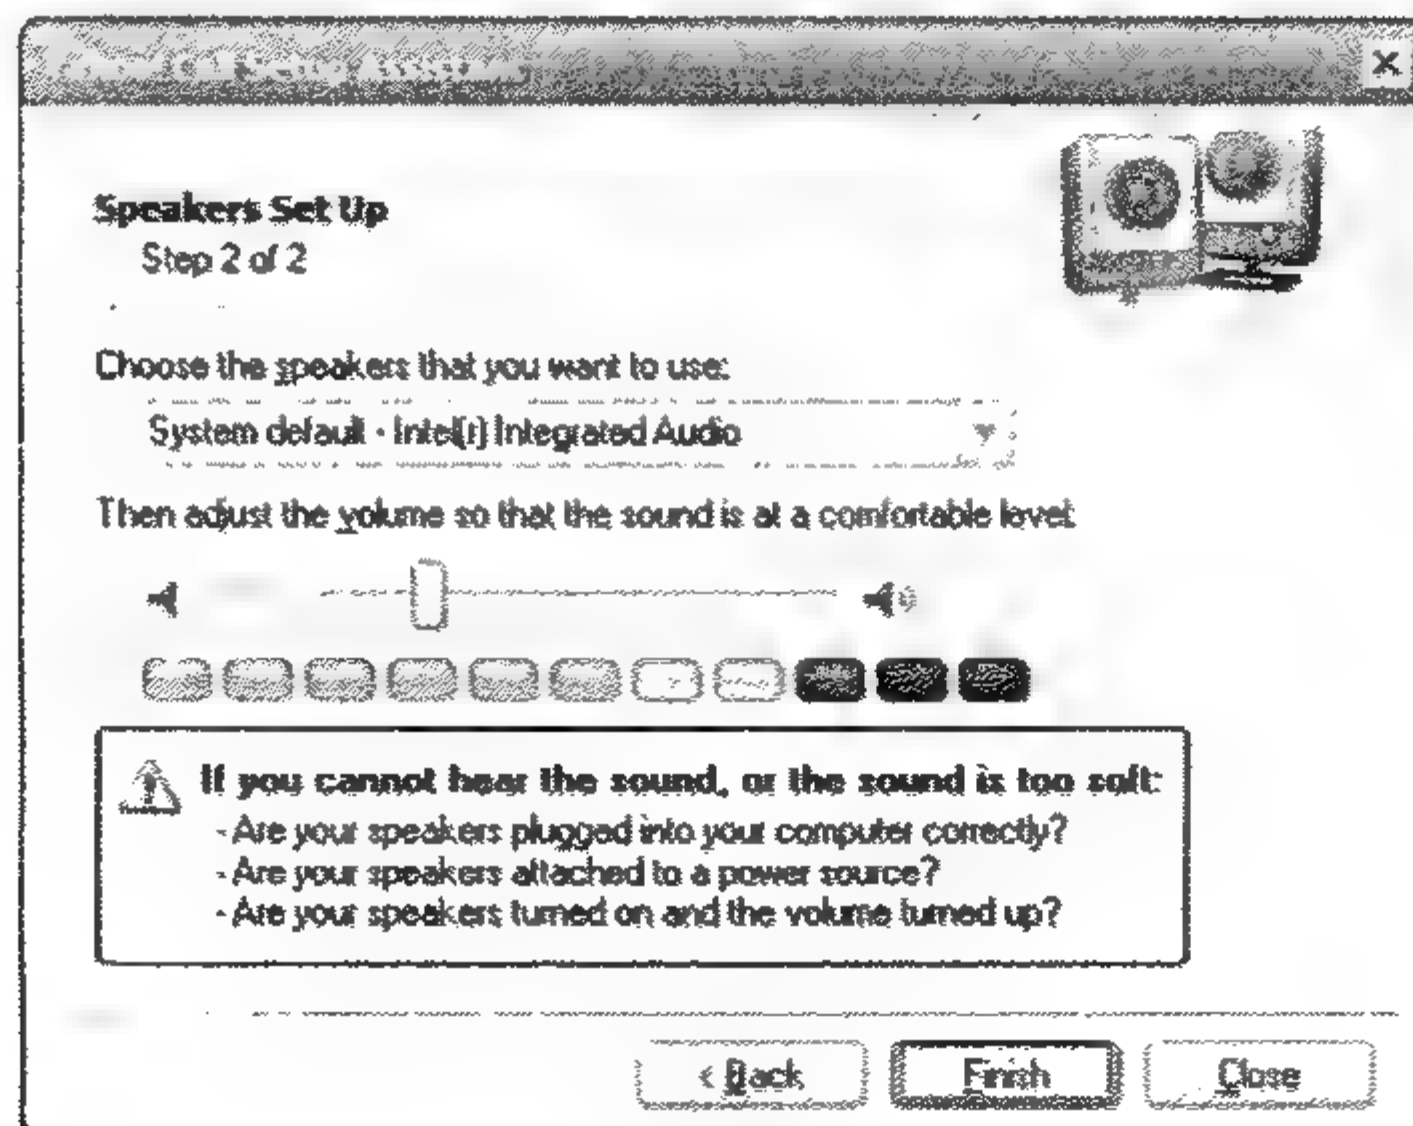 Speakers Set Up
Step 2 of 2
Choose the speakers that you want to use:
System default - Intel(r) Integrated Audio
Then adjust the volume so that the sound is at a comfortable level.
If you cannot hear the sound, or the sound is too soft:
- Are your speakers plugged into your computer correctly?
- Are your speakers attached to a power source?
- Are your speakers turned on and the volume turned up?
< Back Finish Close